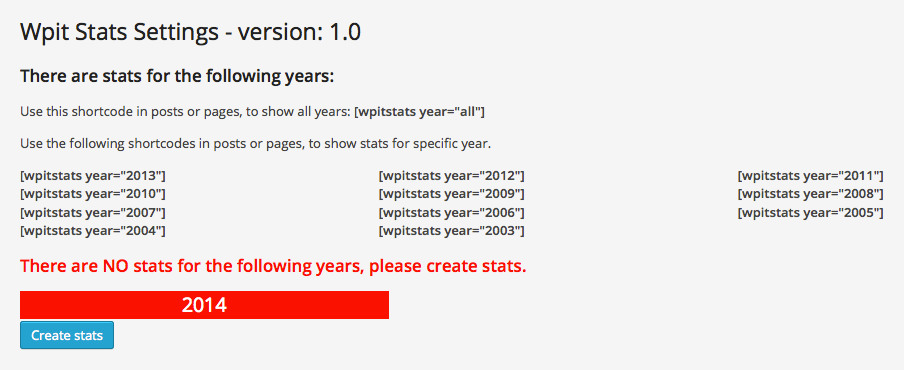 Wpit Stats Settings - version: 1.0
There are stats for the following years:
Use this shortcode in posts or pages, to show all years: [wpitstats year="all"]
Use the following shortcodes in posts or pages, to show stats for specific year.
[wpitstats year="2013"] [wpitstats year="2012"] [wpitstats year="2011"]
[wpitstats year="2010"] [wpitstats year="2009"] [wpitstats year="2008"]
[wpitstats year="2007"] [wpitstats year="2006"] [wpitstats year="2005"]
[wpitstats year="2004"] [wpitstats year="2003"]
There are NO stats for the following years, please create stats.
2014
Create stats